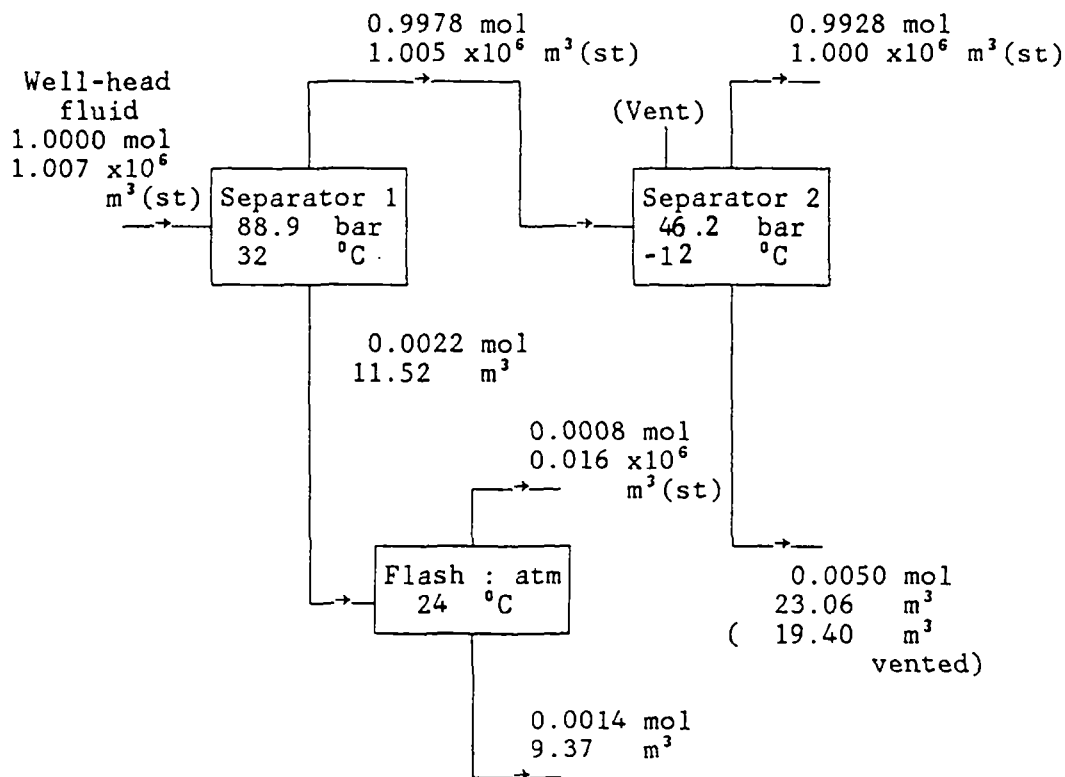 0.9978 mol
1.005 x10⁶ m³(st)
0.9928 mol
1.000 x10⁶ m³(st)
Well-head
fluid
1.0000 mol
1.007 x10⁶
m³(st)
(Vent)
Separator 1
88.9 bar
32 °C
Separator 2
46.2 bar
-12 °C
0.0022 mol
11.52 m³
0.0008 mol
0.016 x10⁶
m³(st)
Flash : atm
24 °C
0.0050 mol
23.06 m³
( 19.40 m³
vented)
0.0014 mol
9.37 m³